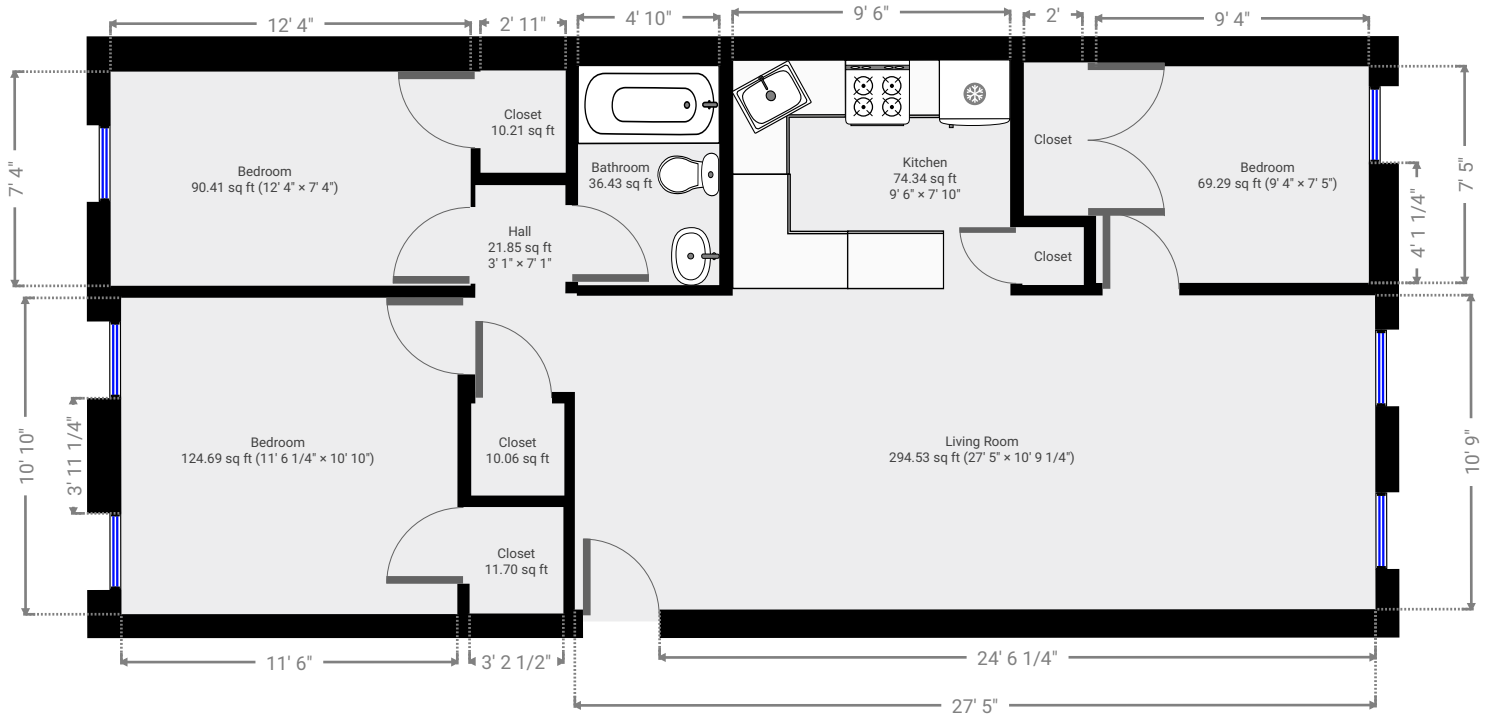 12' 4"
2' 11"
4' 10"
9' 6"
2'
9' 4"
7' 4"
Bedroom
90.41 sq ft (12' 4" × 7' 4")
Closet
10.21 sq ft
Bathroom
36.43 sq ft
Kitchen
74.34 sq ft
9' 6" × 7' 10"
Closet
Bedroom
69.29 sq ft (9' 4" × 7' 5")
7' 5"
4' 1 1/4"
Hall
21.85 sq ft
3' 1" × 7' 1"
Closet
10' 10"
3' 11 1/4"
Bedroom
124.69 sq ft (11' 6 1/4" × 10' 10")
Closet
10.06 sq ft
Living Room
294.53 sq ft (27' 5" × 10' 9 1/4")
10' 9"
Closet
11.70 sq ft
11' 6"
3' 2 1/2"
24' 6 1/4"
27' 5"